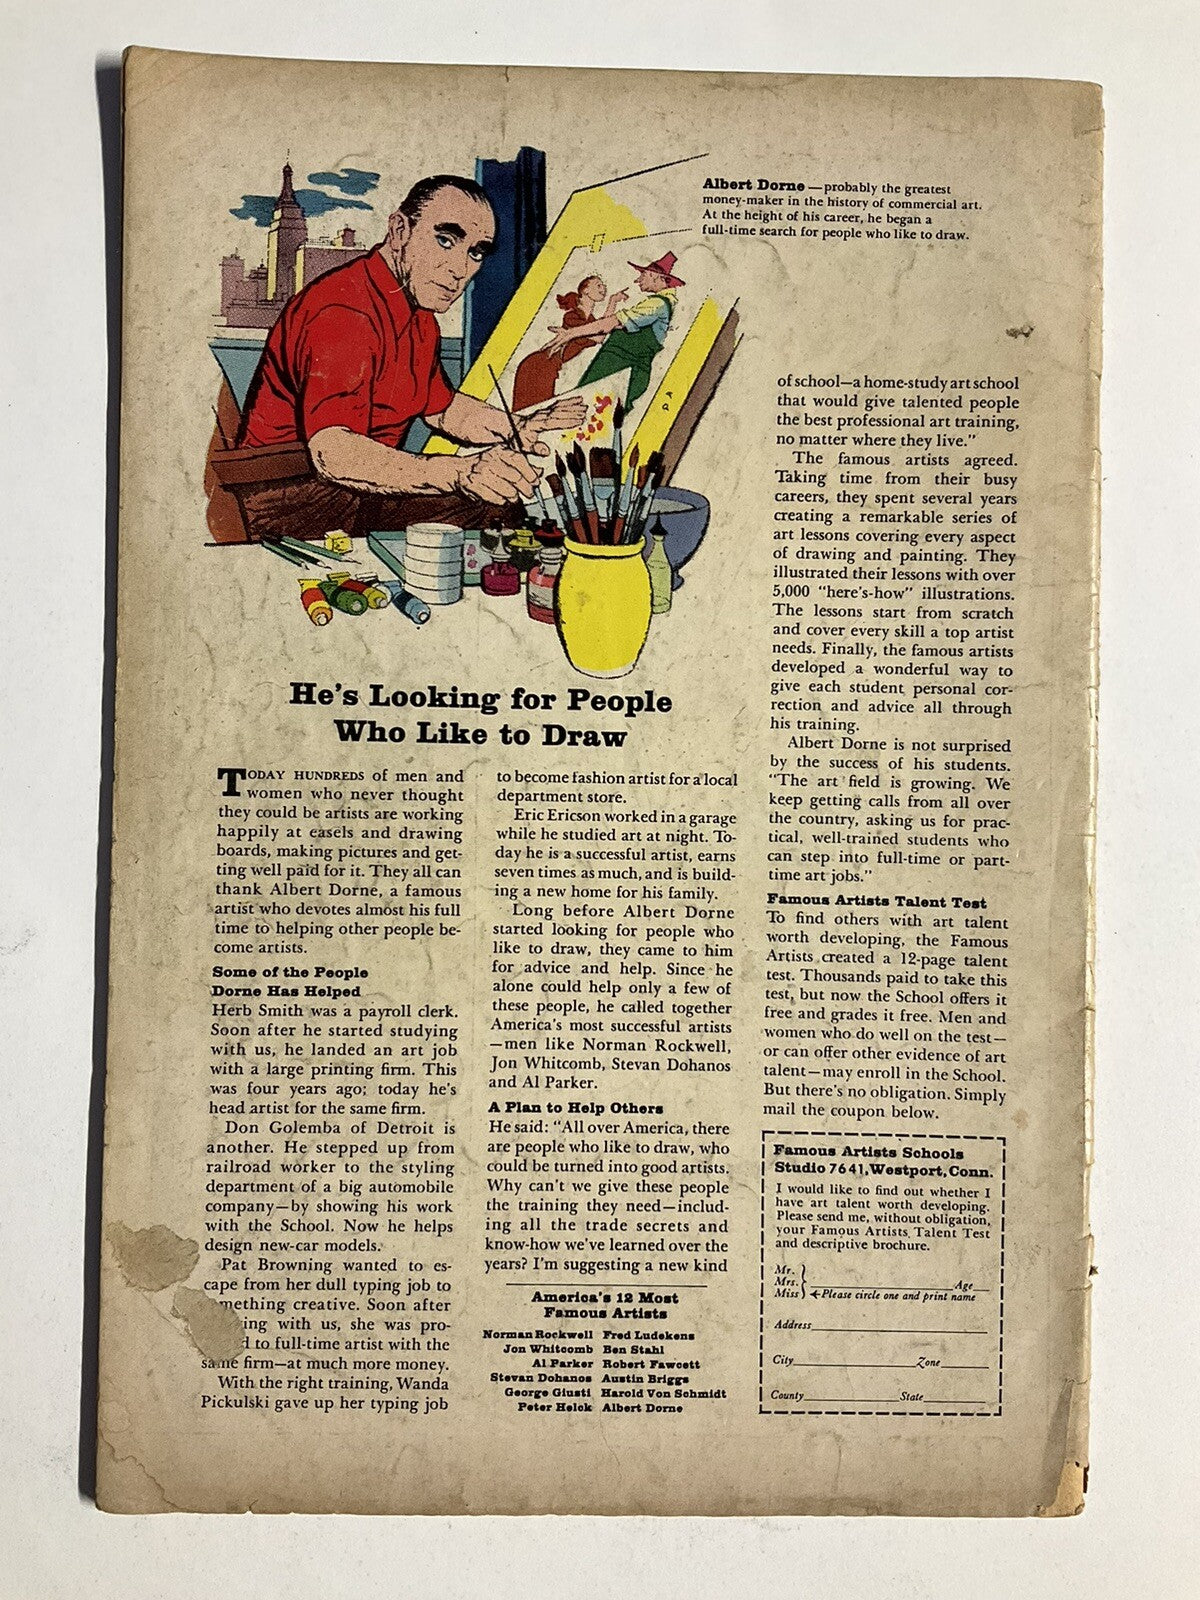 Albert Dorne — probably the greatest
money-maker in the history of commercial art.
At the height of his career, he began a
full-time search for people who like to draw.
He's Looking for People
Who Like to Draw
TODAY HUNDREDS of men and
women who never thought
they could be artists are working
happily at easels and drawing
boards, making pictures and get-
ting well paid for it. They all can
thank Albert Dorne, a famous
artist who devotes almost his full
time to helping other people be-
come artists.
Some of the People
Dorne Has Helped
Herb Smith was a payroll clerk.
Soon after he started studying
with us, he landed an art job
with a large printing firm. This
was four years ago; today he's
head artist for the same firm.
Don Golemba of Detroit is
another. He stepped up from
railroad worker to the styling
department of a big automobile
company—by showing his work
with the School. Now he helps
design new-car models.
Pat Browning wanted to es-
cape from her dull typing job to
mething creative. Soon after
ing with us, she was pro-
d to full-time artist with the
same firm—at much more money.
With the right training, Wanda
Pickulski gave up her typing job
to become fashion artist for a local
department store.
Eric Ericson worked in a garage
while he studied art at night. To-
day he is a successful artist, earns
seven times as much, and is build-
ing a new home for his family.
Long before Albert Dorne
started looking for people who
like to draw, they came to him
for advice and help. Since he
alone could help only a few of
these people, he called together
America's most successful artists
—men like Norman Rockwell,
Jon Whitcomb, Stevan Dohanos
and Al Parker.
A Plan to Help Others
He said: "All over America, there
are people who like to draw, who
could be turned into good artists.
Why can't we give these people
the training they need—includ-
ing all the trade secrets and
know-how we've learned over the
years? I'm suggesting a new kind
America's 12 Most
Famous Artists
Norman Rockwell Fred Ludekens
Jon Whitcomb Ben Stahl
Al Parker Robert Fawcett
Stevan Dohanos Austin Briggs
George Giusti Harold Von Schmidt
Peter Helck Albert Dorne
of school—a home-study art school
that would give talented people
the best professional art training,
no matter where they live."
The famous artists agreed.
Taking time from their busy
careers, they spent several years
creating a remarkable series of
art lessons covering every aspect
of drawing and painting. They
illustrated their lessons with over
5,000 "here's-how" illustrations.
The lessons start from scratch
and cover every skill a top artist
needs. Finally, the famous artists
developed a wonderful way to
give each student personal cor-
rection and advice all through
his training.
Albert Dorne is not surprised
by the success of his students.
"The art field is growing. We
keep getting calls from all over
the country, asking us for prac-
tical, well-trained students who
can step into full-time or part-
time art jobs."
Famous Artists Talent Test
To find others with art talent
worth developing, the Famous
Artists created a 12-page talent
test. Thousands paid to take this
test, but now the School offers it
free and grades it free. Men and
women who do well on the test—
or can offer other evidence of art
talent—may enroll in the School.
But there's no obligation. Simply
mail the coupon below.
Famous Artists Schools
Studio 7641, Westport, Conn.
I would like to find out whether I
have art talent worth developing.
Please send me, without obligation,
your Famous Artists Talent Test
and descriptive brochure.
Mr.
Mrs. Age
Miss ←Please circle one and print name
Address
City Zone
County State